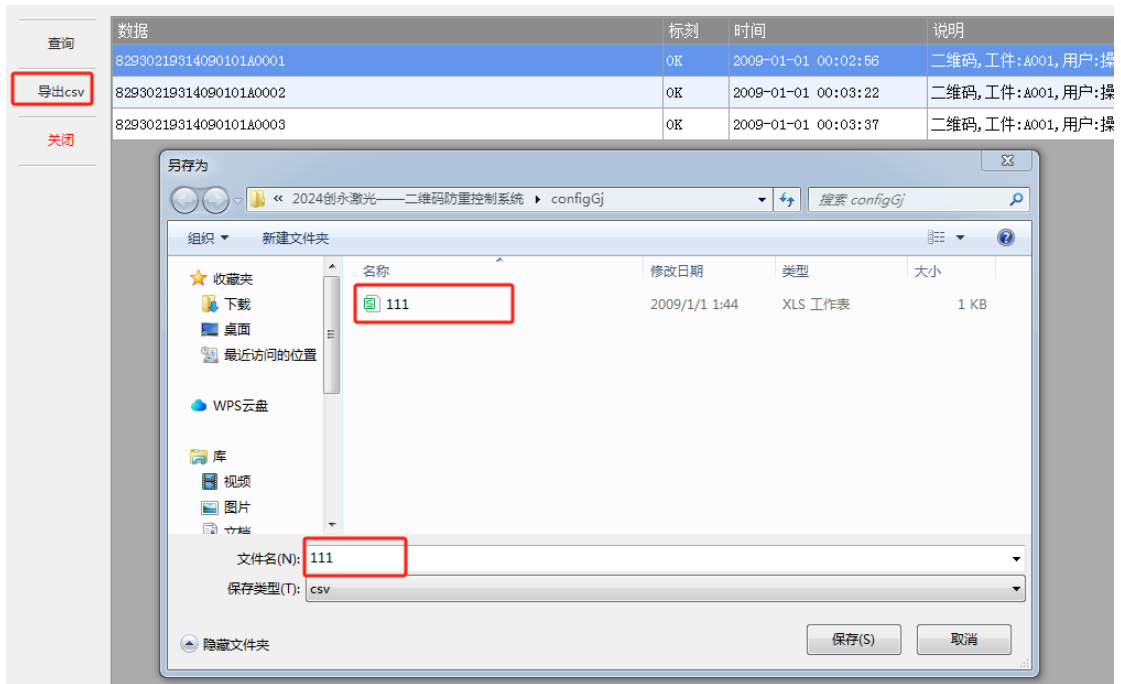 查询
导出csv
关闭
数据 标刻 时间 说明
82930219314090101A0001 OK 2009-01-01 00:02:56 二维码,工件:A001,用户:操
82930219314090101A0002 OK 2009-01-01 00:03:22 二维码,工件:A001,用户:操
82930219314090101A0003 OK 2009-01-01 00:03:37 二维码,工件:A001,用户:操
另存为
« 2024创永激光——二维码防重控制系统 ▸ configGj
搜索 configGj
组织 ▼ 新建文件夹
收藏夹
下载
桌面
最近访问的位置
WPS云盘
库
视频
图片
文档
名称 修改日期 类型 大小
111 2009/1/1 1:44 XLS 工作表 1 KB
文件名(N): 111
保存类型(T): csv
隐藏文件夹
保存(S) 取消